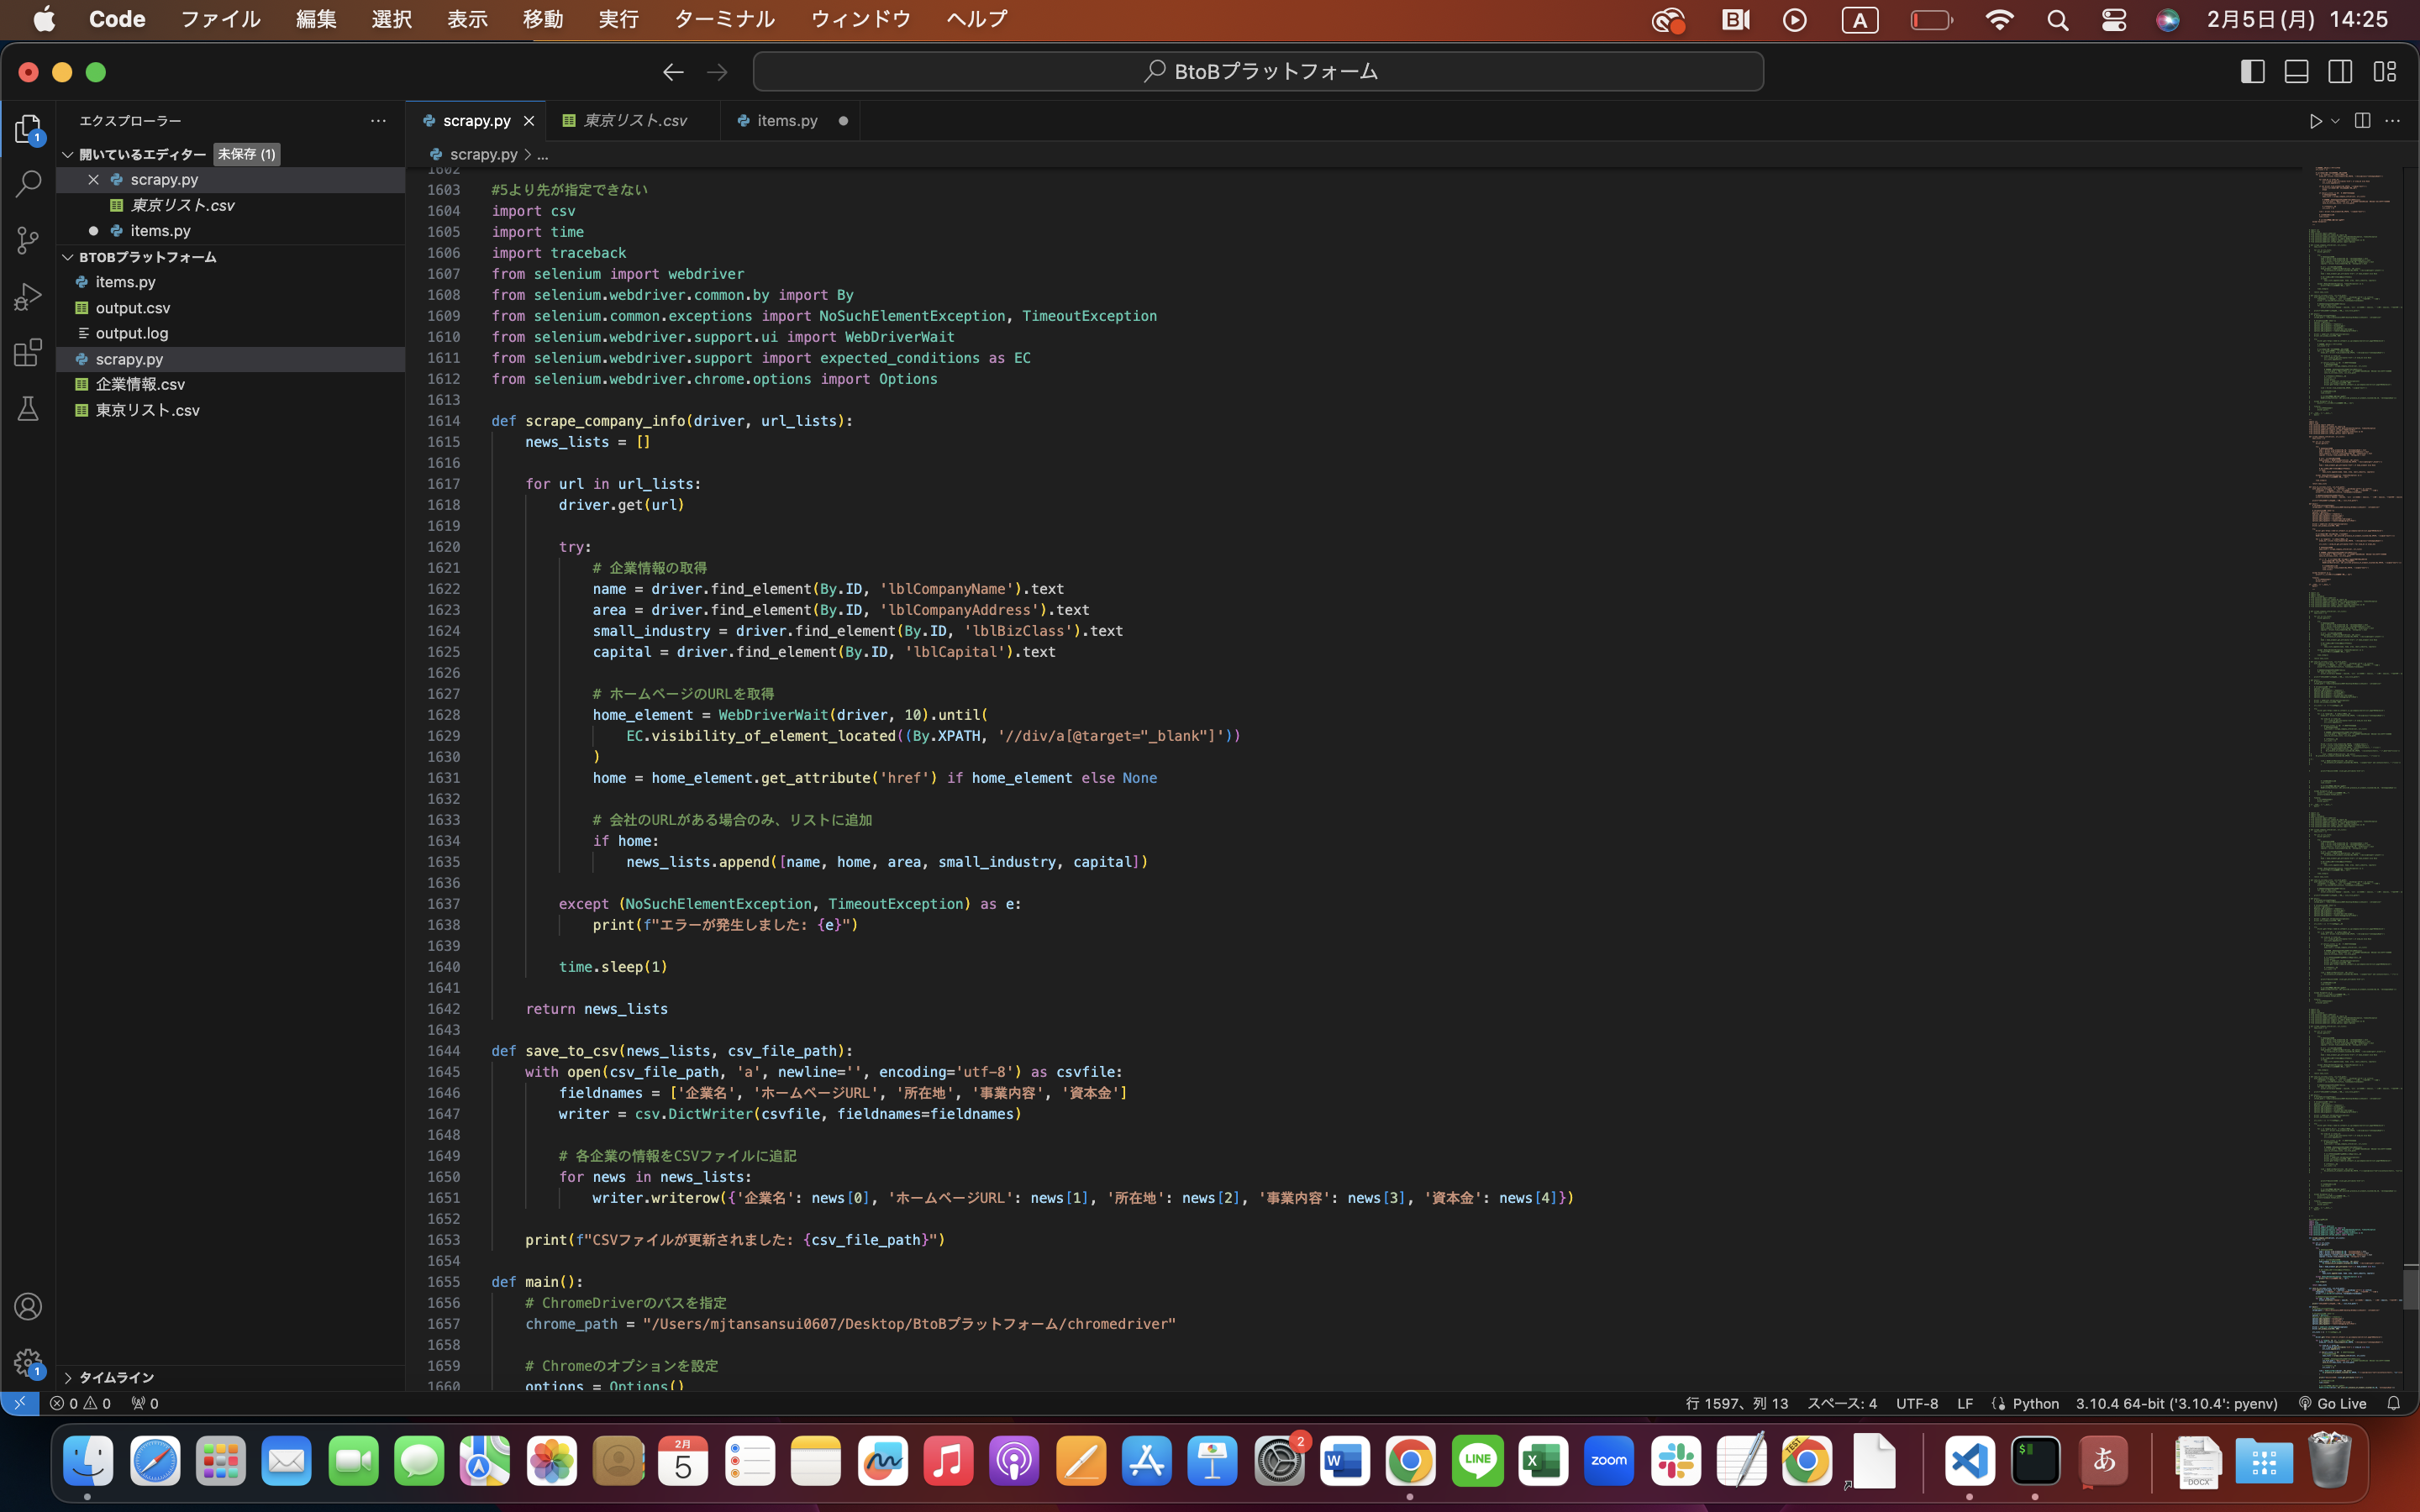 Code ファイル 編集 選択 表示 移動 実行 ターミナル ウィンドウ ヘルプ A 2月5日(月) 14:25
BtoBプラットフォーム
エクスプローラー
開いているエディター 未保存 (1)
scrapy.py
東京リスト.csv
items.py
BTOBプラットフォーム
items.py
output.csv
output.log
scrapy.py
企業情報.csv
東京リスト.csv
タイムライン
scrapy.py 東京リスト.csv items.py
scrapy.py > ...
1602
1603 #5より先が指定できない
1604 import csv
1605 import time
1606 import traceback
1607 from selenium import webdriver
1608 from selenium.webdriver.common.by import By
1609 from selenium.common.exceptions import NoSuchElementException, TimeoutException
1610 from selenium.webdriver.support.ui import WebDriverWait
1611 from selenium.webdriver.support import expected_conditions as EC
1612 from selenium.webdriver.chrome.options import Options
1613
1614 def scrape_company_info(driver, url_lists):
1615 news_lists = []
1616
1617 for url in url_lists:
1618 driver.get(url)
1619
1620 try:
1621 # 企業情報の取得
1622 name = driver.find_element(By.ID, 'lblCompanyName').text
1623 area = driver.find_element(By.ID, 'lblCompanyAddress').text
1624 small_industry = driver.find_element(By.ID, 'lblBizClass').text
1625 capital = driver.find_element(By.ID, 'lblCapital').text
1626
1627 # ホームページのURLを取得
1628 home_element = WebDriverWait(driver, 10).until(
1629 EC.visibility_of_element_located((By.XPATH, '//div/a[@target="_blank"]'))
1630 )
1631 home = home_element.get_attribute('href') if home_element else None
1632
1633 # 会社のURLがある場合のみ、リストに追加
1634 if home:
1635 news_lists.append([name, home, area, small_industry, capital])
1636
1637 except (NoSuchElementException, TimeoutException) as e:
1638 print(f"エラーが発生しました: {e}")
1639
1640 time.sleep(1)
1641
1642 return news_lists
1643
1644 def save_to_csv(news_lists, csv_file_path):
1645 with open(csv_file_path, 'a', newline='', encoding='utf-8') as csvfile:
1646 fieldnames = ['企業名', 'ホームページURL', '所在地', '事業内容', '資本金']
1647 writer = csv.DictWriter(csvfile, fieldnames=fieldnames)
1648
1649 # 各企業の情報をCSVファイルに追記
1650 for news in news_lists:
1651 writer.writerow({'企業名': news[0], 'ホームページURL': news[1], '所在地': news[2], '事業内容': news[3], '資本金': news[4]})
1652
1653 print(f"CSVファイルが更新されました: {csv_file_path}")
1654
1655 def main():
1656 # ChromeDriverのパスを指定
1657 chrome_path = "/Users/mjtansansui0607/Desktop/BtoBプラットフォーム/chromedriver"
1658
1659 # Chromeのオプションを設定
1660 options = Options()
1
1
0 0 0 行 1597、列 13 スペース: 4 UTF-8 LF Python 3.10.4 64-bit ('3.10.4': pyenv) Go Live
2月
5
2
W
LINE
X
zoom
TEST
$
あ
DOCX